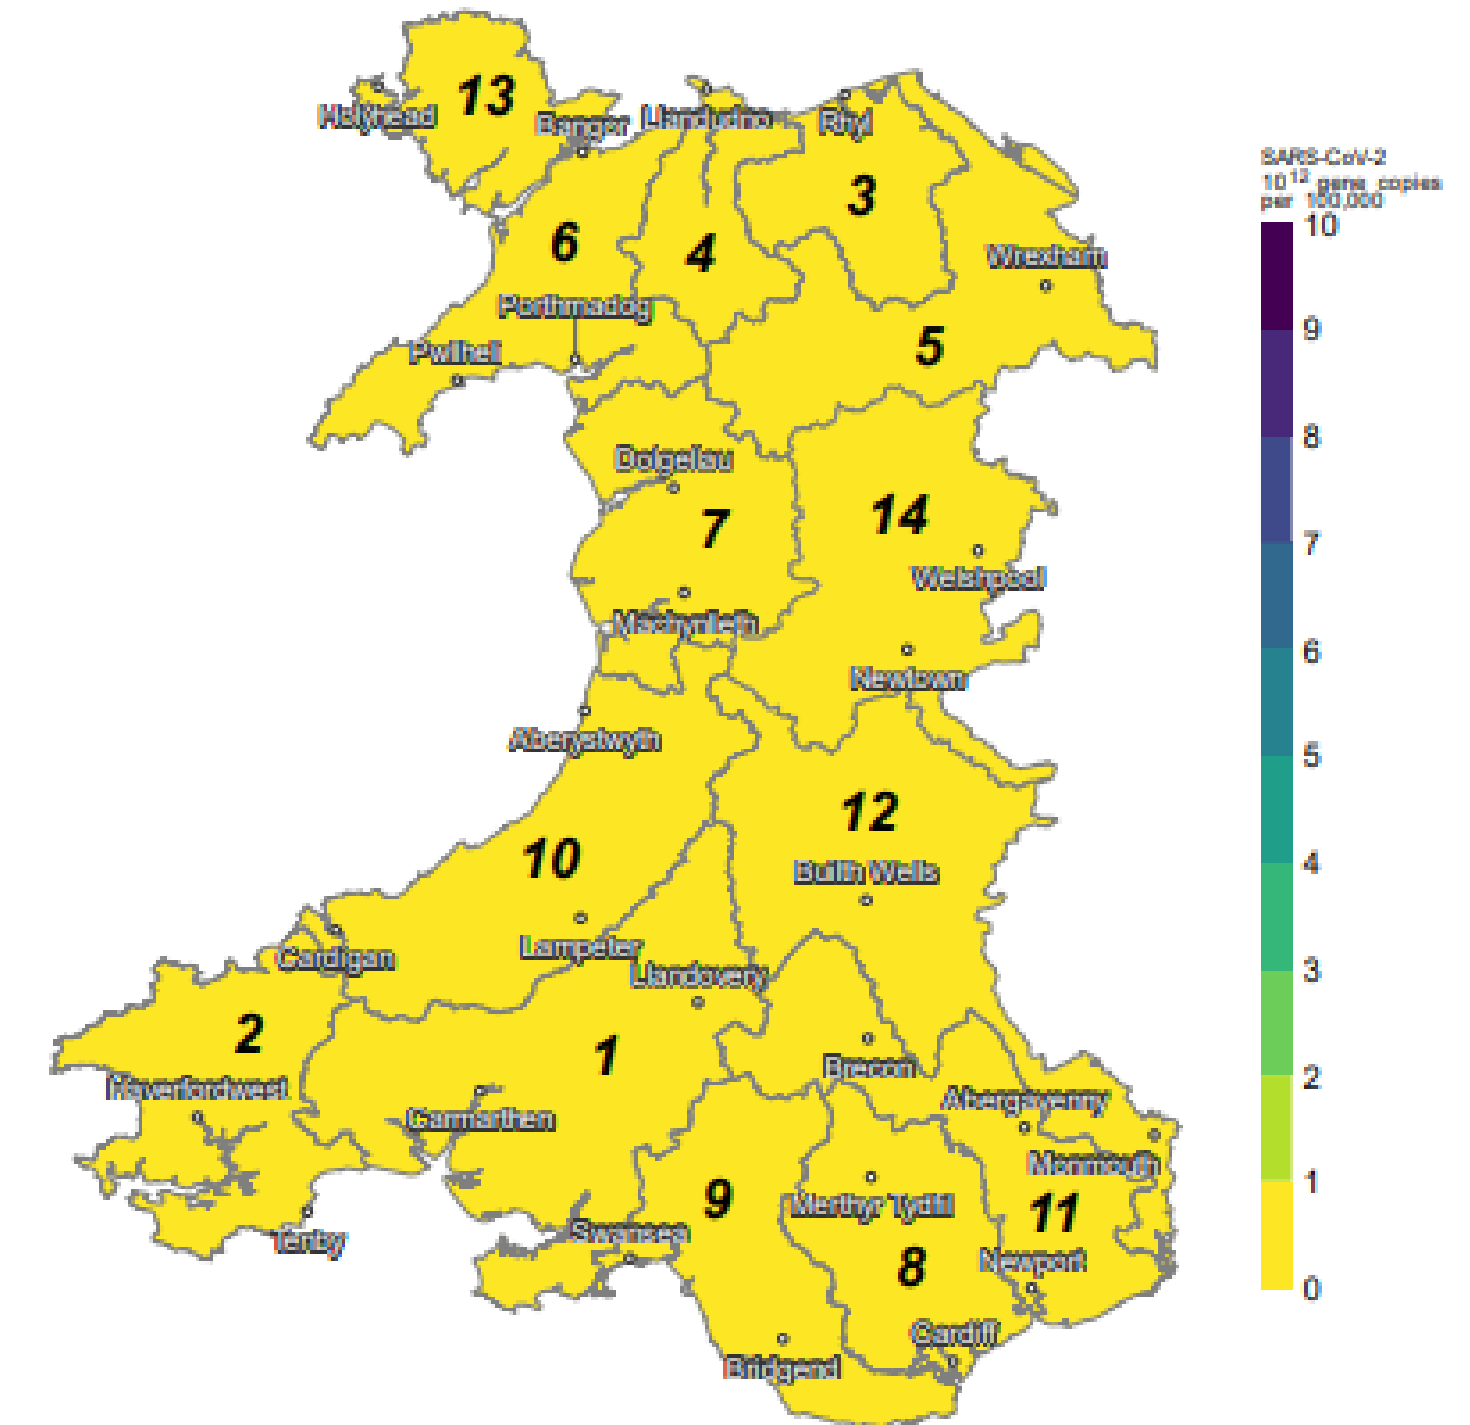 13
Holyhead
Bangor
Llandudno
Rhyl
3
6
4
Wrexham
Porthmadog
5
Pwllheli
Dolgellau
7
14
Welshpool
Machynlleth
Newtown
Aberystwyth
12
10
Builth Wells
Lampeter
Cardigan
Llandovery
2
1
Brecon
Haverfordwest
Carmarthen
Abergavenny
Monmouth
9
Merthyr Tydfil
11
Swansea
Tenby
8
Newport
Cardiff
Bridgend
SARS-CoV-2
10¹² gene copies
per 100,000
10
9
8
7
6
5
4
3
2
1
0